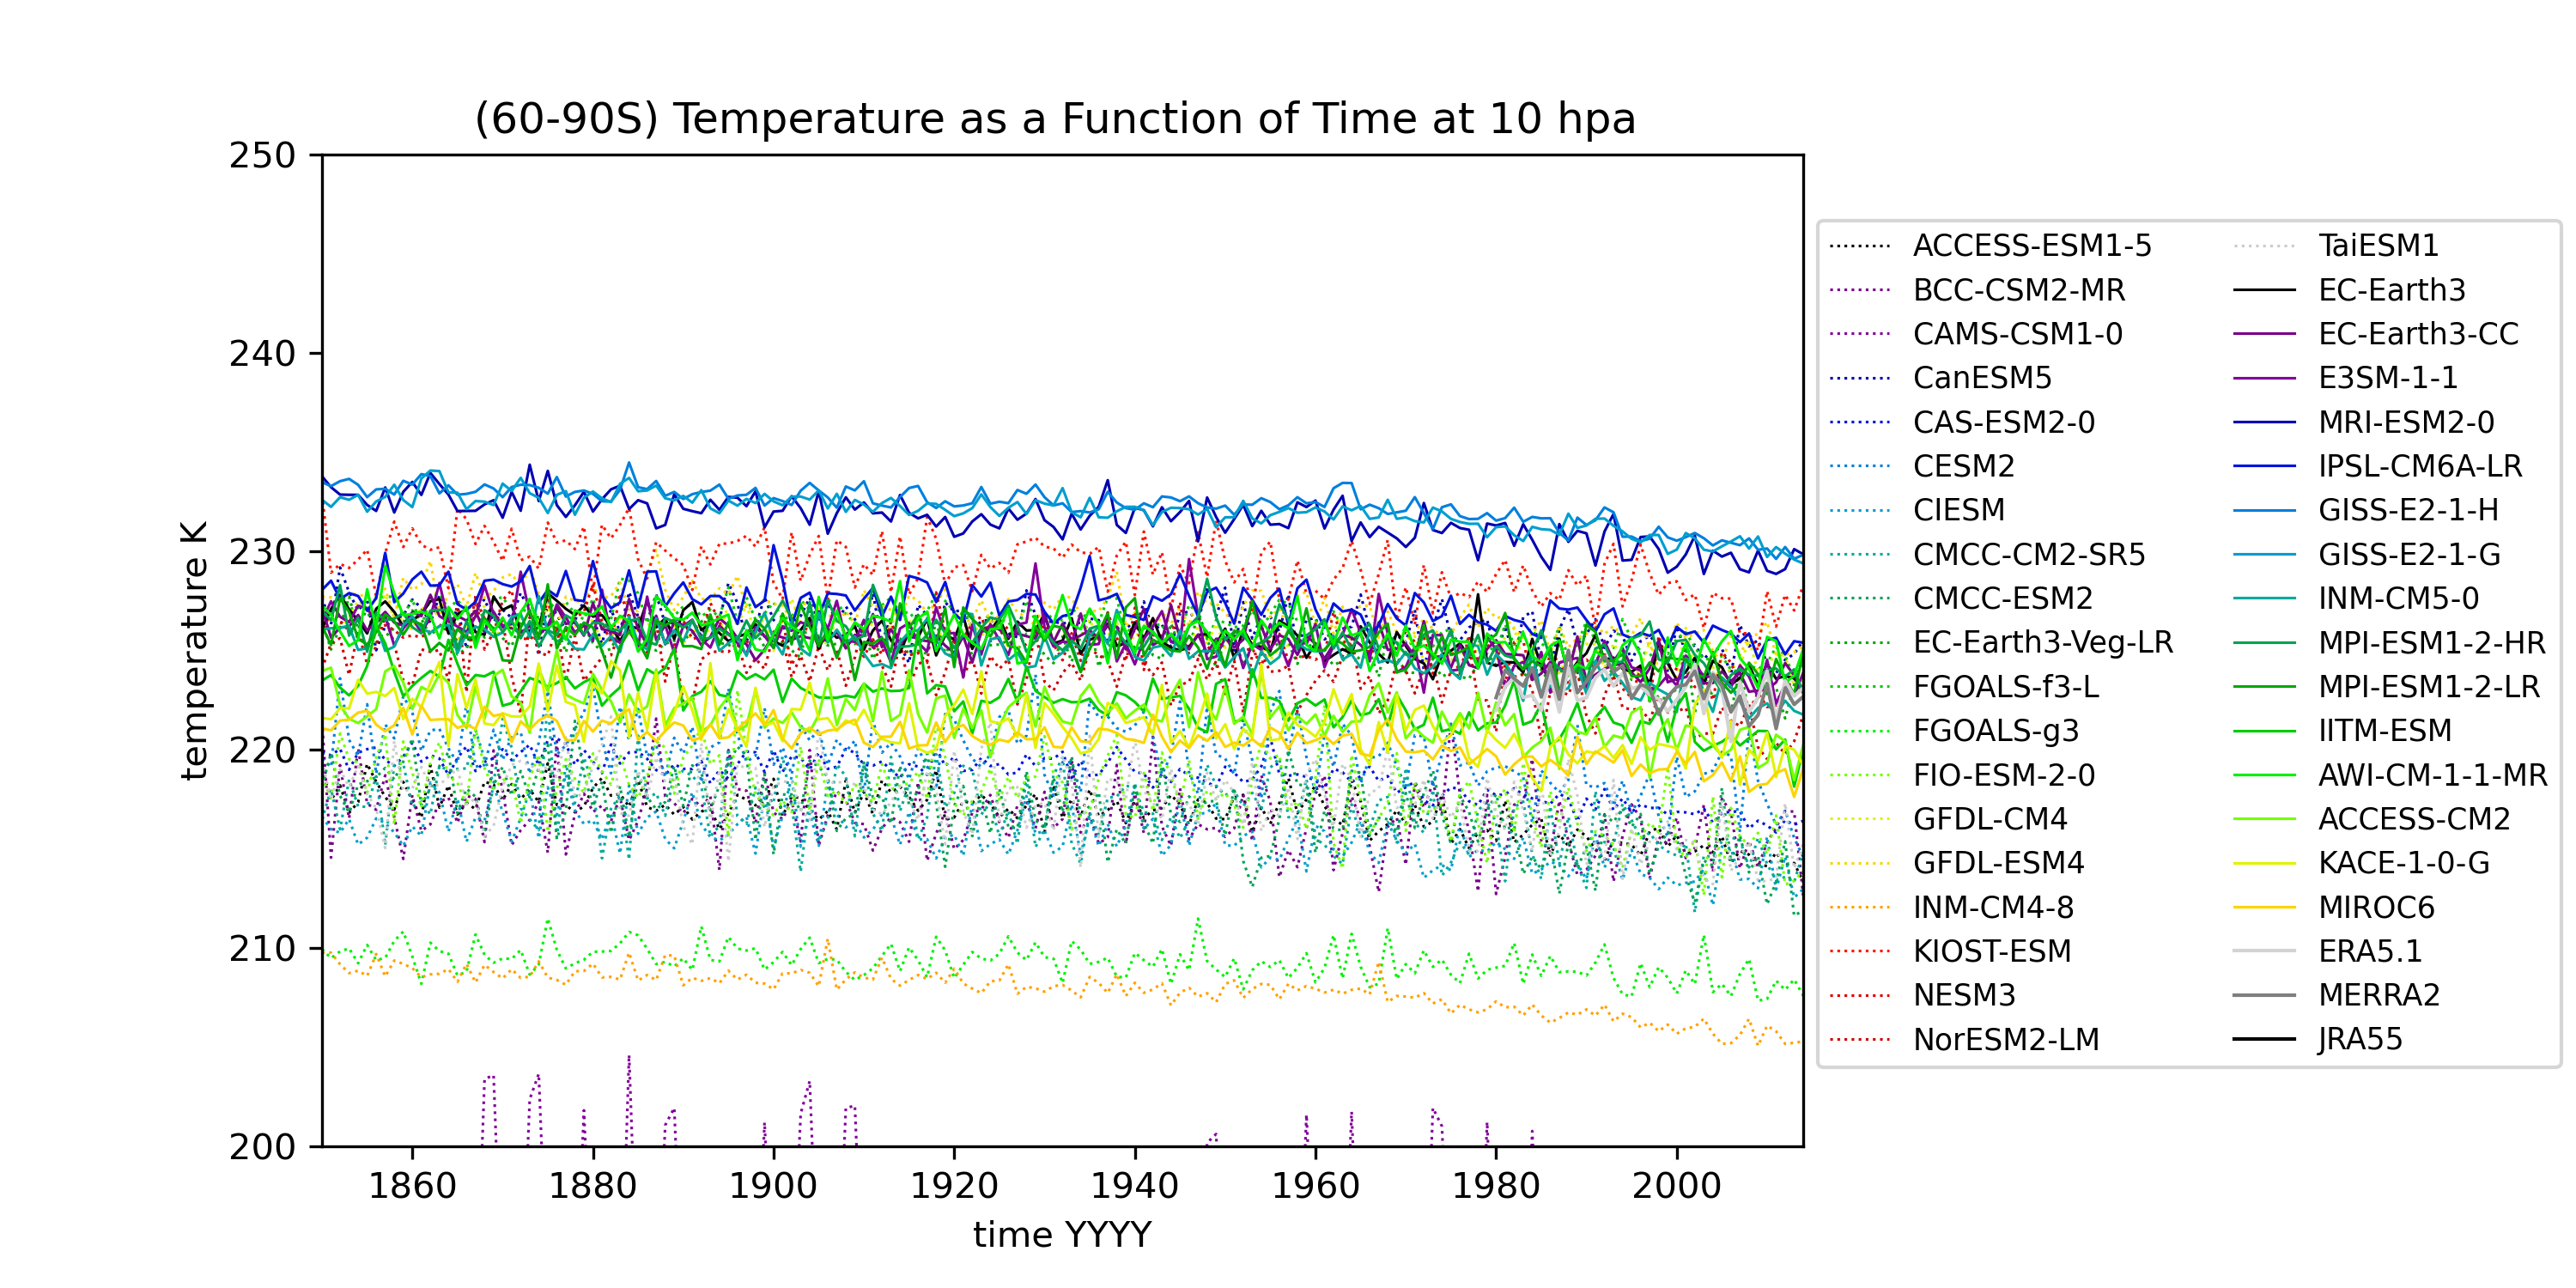 (60-90S) Temperature as a Function of Time at 10 hpa
250
240
230
220
210
200
temperature K
1860 1880 1900 1920 1940 1960 1980 2000
time YYYY
ACCESS-ESM1-5
BCC-CSM2-MR
CAMS-CSM1-0
CanESM5
CAS-ESM2-0
CESM2
CIESM
CMCC-CM2-SR5
CMCC-ESM2
EC-Earth3-Veg-LR
FGOALS-f3-L
FGOALS-g3
FIO-ESM-2-0
GFDL-CM4
GFDL-ESM4
INM-CM4-8
KIOST-ESM
NESM3
NorESM2-LM
TaiESM1
EC-Earth3
EC-Earth3-CC
E3SM-1-1
MRI-ESM2-0
IPSL-CM6A-LR
GISS-E2-1-H
GISS-E2-1-G
INM-CM5-0
MPI-ESM1-2-HR
MPI-ESM1-2-LR
IITM-ESM
AWI-CM-1-1-MR
ACCESS-CM2
KACE-1-0-G
MIROC6
ERA5.1
MERRA2
JRA55